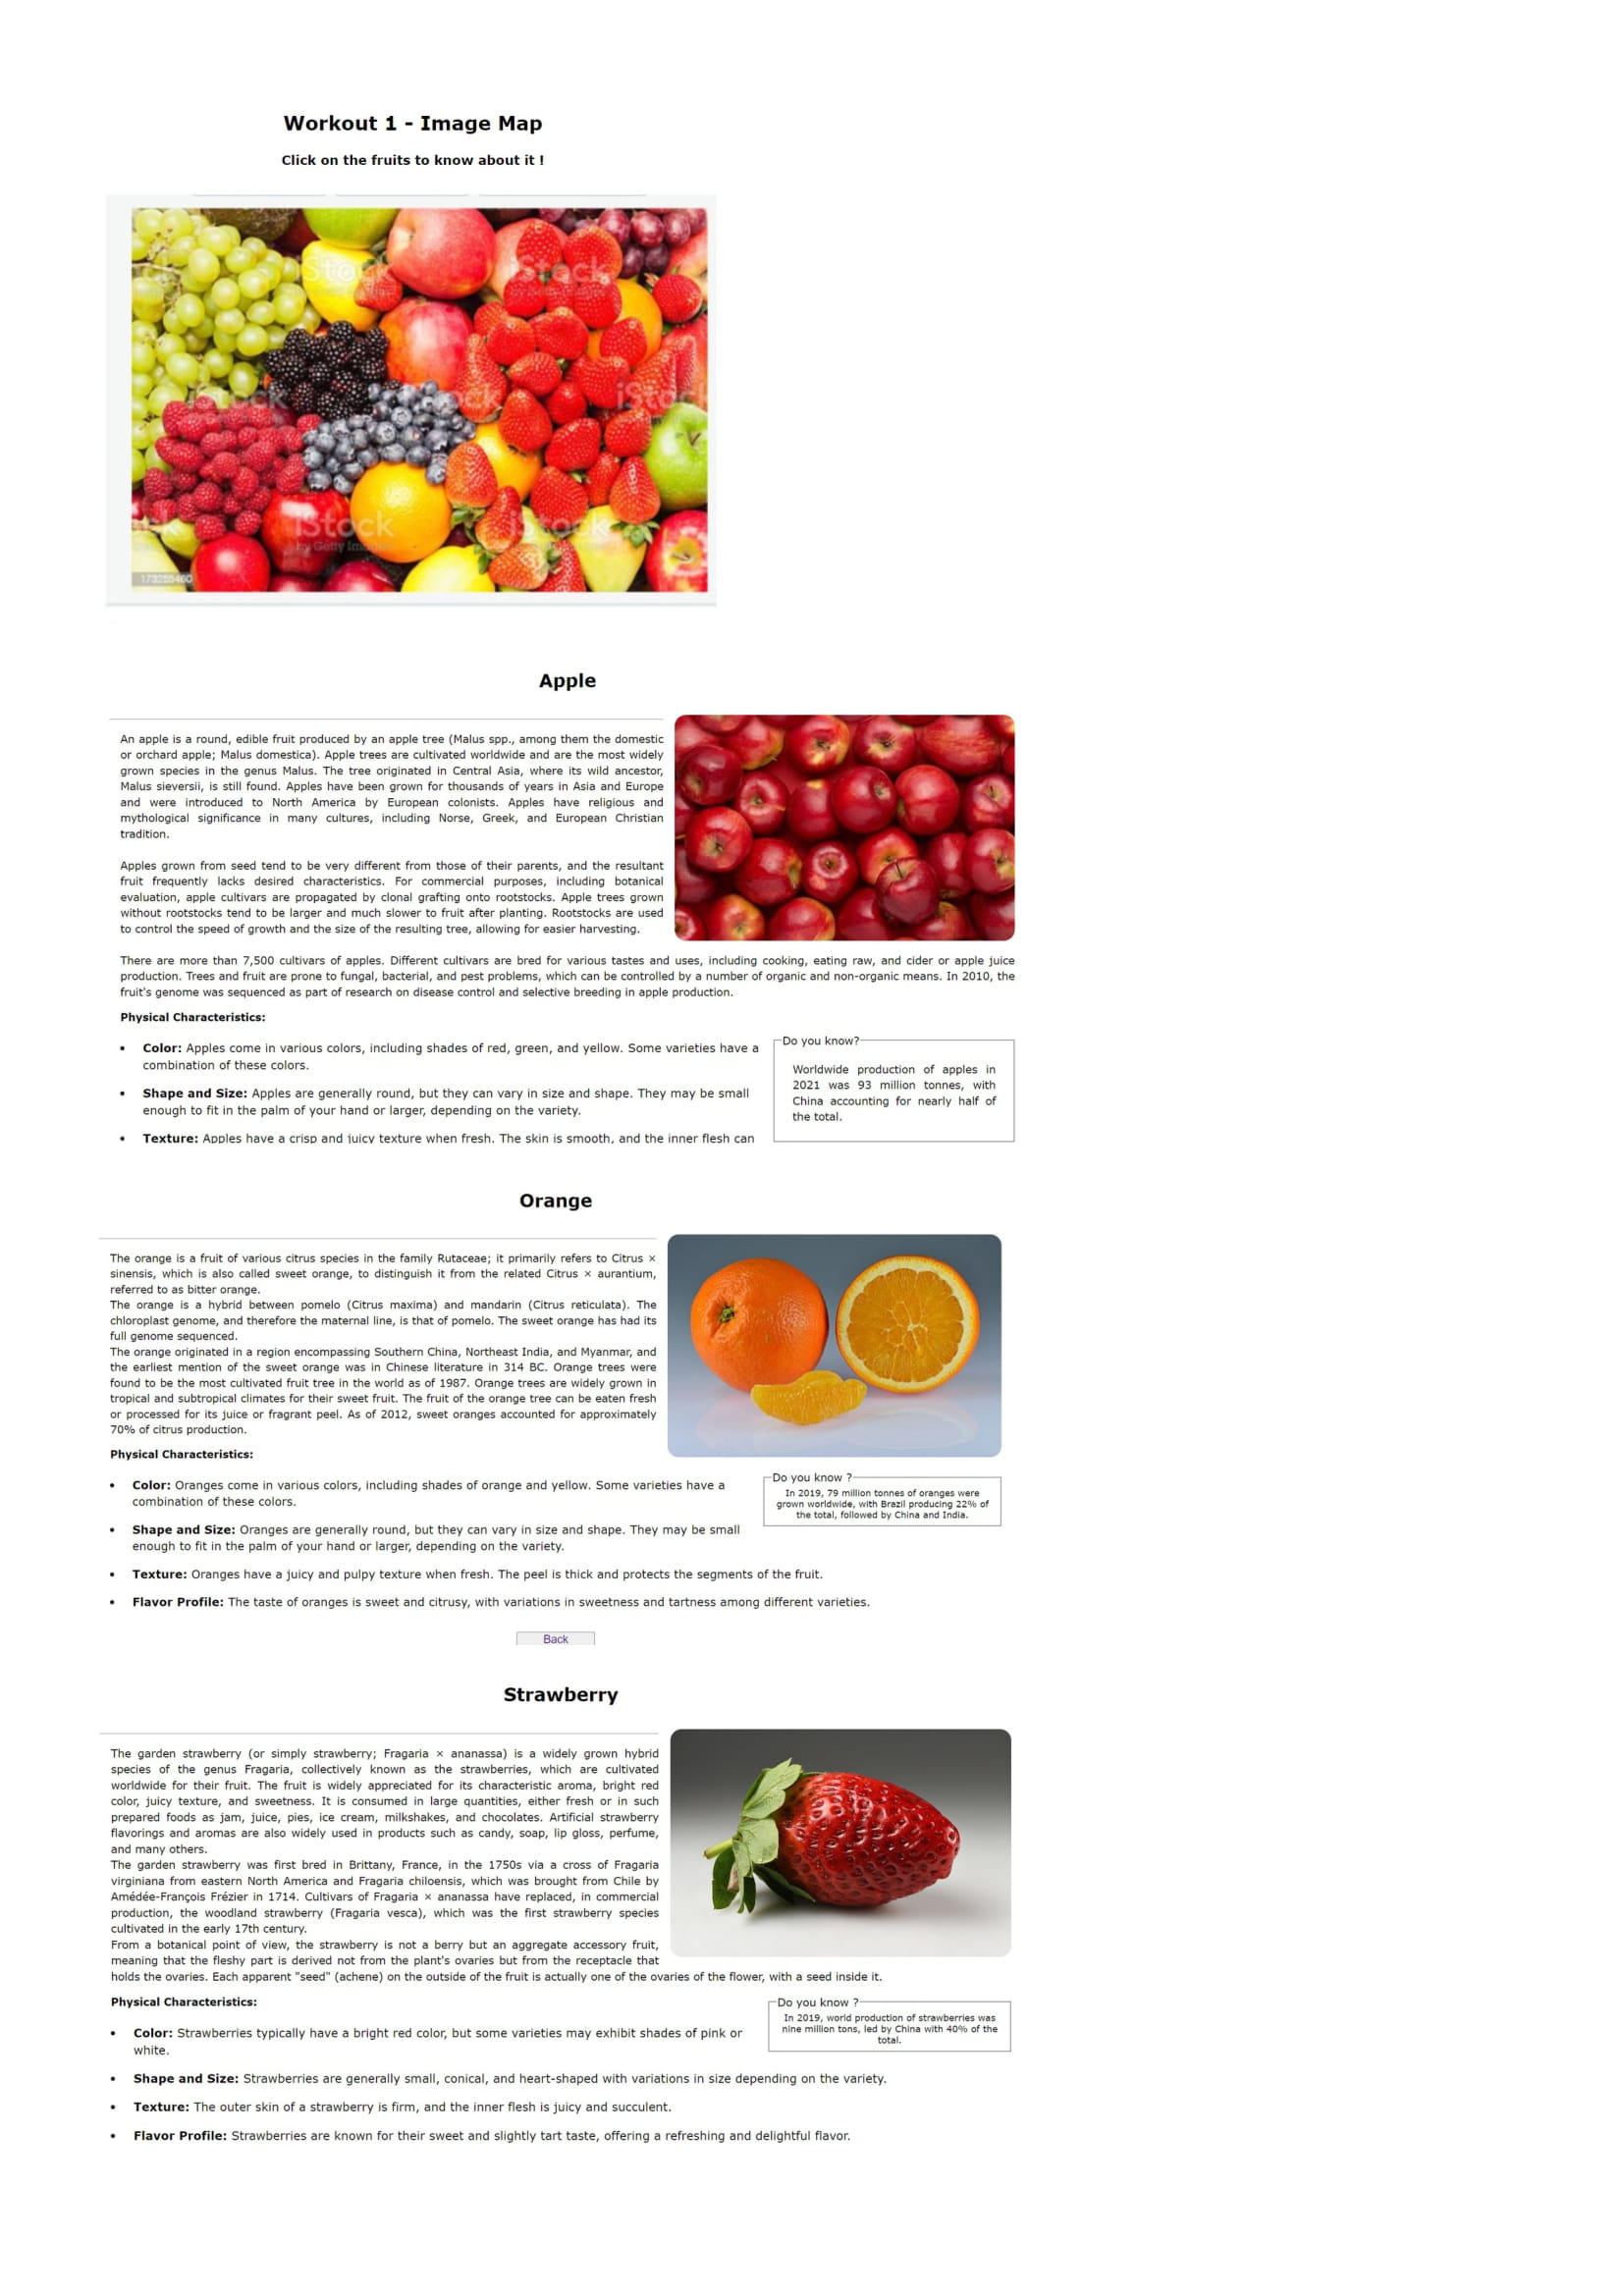 Workout 1 - Image Map
Click on the fruits to know about it !
iStock
iStock
iStock
iStock
iStock
by Getty Images
iStock
173255460
Apple
An apple is a round, edible fruit produced by an apple tree (Malus spp., among them the domestic
or orchard apple; Malus domestica). Apple trees are cultivated worldwide and are the most widely
grown species in the genus Malus. The tree originated in Central Asia, where its wild ancestor,
Malus sieversii, is still found. Apples have been grown for thousands of years in Asia and Europe
and were introduced to North America by European colonists. Apples have religious and
mythological significance in many cultures, including Norse, Greek, and European Christian
tradition.
Apples grown from seed tend to be very different from those of their parents, and the resultant
fruit frequently lacks desired characteristics. For commercial purposes, including botanical
evaluation, apple cultivars are propagated by clonal grafting onto rootstocks. Apple trees grown
without rootstocks tend to be larger and much slower to fruit after planting. Rootstocks are used
to control the speed of growth and the size of the resulting tree, allowing for easier harvesting.
There are more than 7,500 cultivars of apples. Different cultivars are bred for various tastes and uses, including cooking, eating raw, and cider or apple juice
production. Trees and fruit are prone to fungal, bacterial, and pest problems, which can be controlled by a number of organic and non-organic means. In 2010, the
fruit's genome was sequenced as part of research on disease control and selective breeding in apple production.
Physical Characteristics:
• Color: Apples come in various colors, including shades of red, green, and yellow. Some varieties have a
combination of these colors.
• Shape and Size: Apples are generally round, but they can vary in size and shape. They may be small
enough to fit in the palm of your hand or larger, depending on the variety.
• Texture: Apples have a crisp and juicy texture when fresh. The skin is smooth, and the inner flesh can
Do you know?
Worldwide production of apples in
2021 was 93 million tonnes, with
China accounting for nearly half of
the total.
Orange
The orange is a fruit of various citrus species in the family Rutaceae; it primarily refers to Citrus ×
sinensis, which is also called sweet orange, to distinguish it from the related Citrus × aurantium,
referred to as bitter orange.
The orange is a hybrid between pomelo (Citrus maxima) and mandarin (Citrus reticulata). The
chloroplast genome, and therefore the maternal line, is that of pomelo. The sweet orange has had its
full genome sequenced.
The orange originated in a region encompassing Southern China, Northeast India, and Myanmar, and
the earliest mention of the sweet orange was in Chinese literature in 314 BC. Orange trees were
found to be the most cultivated fruit tree in the world as of 1987. Orange trees are widely grown in
tropical and subtropical climates for their sweet fruit. The fruit of the orange tree can be eaten fresh
or processed for its juice or fragrant peel. As of 2012, sweet oranges accounted for approximately
70% of citrus production.
Physical Characteristics:
• Color: Oranges come in various colors, including shades of orange and yellow. Some varieties have a
combination of these colors.
• Shape and Size: Oranges are generally round, but they can vary in size and shape. They may be small
enough to fit in the palm of your hand or larger, depending on the variety.
• Texture: Oranges have a juicy and pulpy texture when fresh. The peel is thick and protects the segments of the fruit.
• Flavor Profile: The taste of oranges is sweet and citrusy, with variations in sweetness and tartness among different varieties.
Do you know ?
In 2019, 79 million tonnes of oranges were
grown worldwide, with Brazil producing 22% of
the total, followed by China and India.
Back
Strawberry
The garden strawberry (or simply strawberry; Fragaria × ananassa) is a widely grown hybrid
species of the genus Fragaria, collectively known as the strawberries, which are cultivated
worldwide for their fruit. The fruit is widely appreciated for its characteristic aroma, bright red
color, juicy texture, and sweetness. It is consumed in large quantities, either fresh or in such
prepared foods as jam, juice, pies, ice cream, milkshakes, and chocolates. Artificial strawberry
flavorings and aromas are also widely used in products such as candy, soap, lip gloss, perfume,
and many others.
The garden strawberry was first bred in Brittany, France, in the 1750s via a cross of Fragaria
virginiana from eastern North America and Fragaria chiloensis, which was brought from Chile by
Amédée-François Frézier in 1714. Cultivars of Fragaria × ananassa have replaced, in commercial
production, the woodland strawberry (Fragaria vesca), which was the first strawberry species
cultivated in the early 17th century.
From a botanical point of view, the strawberry is not a berry but an aggregate accessory fruit,
meaning that the fleshy part is derived not from the plant's ovaries but from the receptacle that
holds the ovaries. Each apparent "seed" (achene) on the outside of the fruit is actually one of the ovaries of the flower, with a seed inside it.
Physical Characteristics:
• Color: Strawberries typically have a bright red color, but some varieties may exhibit shades of pink or
white.
• Shape and Size: Strawberries are generally small, conical, and heart-shaped with variations in size depending on the variety.
• Texture: The outer skin of a strawberry is firm, and the inner flesh is juicy and succulent.
• Flavor Profile: Strawberries are known for their sweet and slightly tart taste, offering a refreshing and delightful flavor.
Do you know ?
In 2019, world production of strawberries was
nine million tons, led by China with 40% of the
total.